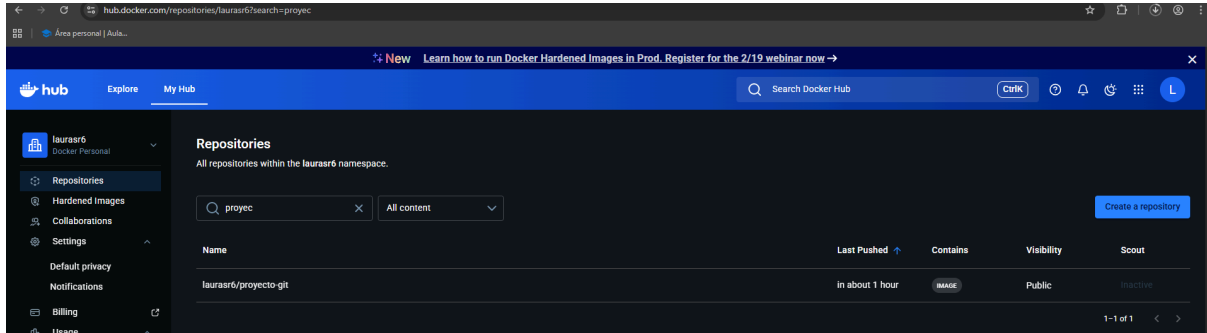 hub.docker.com/repositories/laurasr6?search=proyec
Área personal | Aula...
New Learn how to run Docker Hardened Images in Prod. Register for the 2/19 webinar now →
hub Explore My Hub Search Docker Hub CtrlK L
laurasr6
Docker Personal
Repositories
Hardened Images
Collaborations
Settings
Default privacy
Notifications
Billing
Usage
Repositories
All repositories within the laurasr6 namespace.
proyec All content Create a repository
Name Last Pushed Contains Visibility Scout
laurasr6/proyecto-git in about 1 hour IMAGE Public Inactive
1–1 of 1